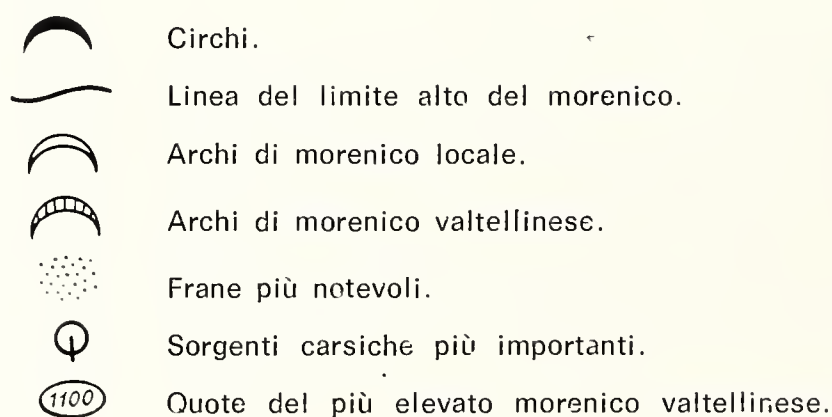 Circhi.
Linea del limite alto del morenico.
Archi di morenico locale.
Archi di morenico valtellinese.
Frane più notevoli.
Sorgenti carsiche più importanti.
1100 Quote del più elevato morenico valtellinese.